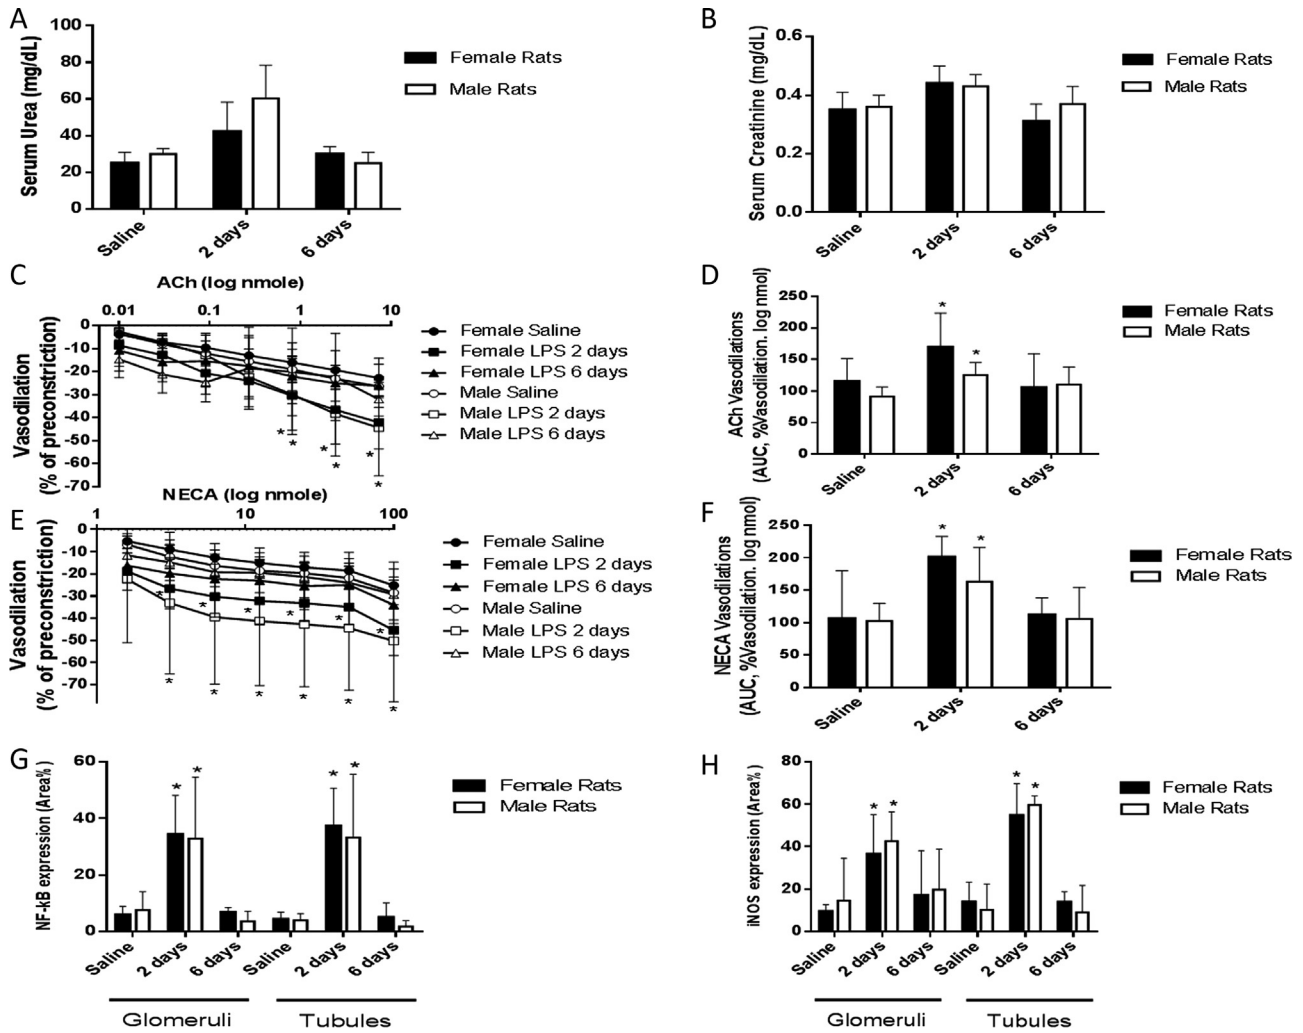 A
Serum Urea (mg/dL)
100
80
60
40
20
0
Saline
2 days
6 days
Female Rats
Male Rats
B
Serum Creatinine (mg/dL)
0.6
0.4
0.2
0.0
Saline
2 days
6 days
Female Rats
Male Rats
C
ACh (log nmole)
0.01 0.1 1 10
Vasodilation
(% of preconstriction)
0
-10
-20
-30
-40
-50
-60
-70
* * * * * *
Female Saline
Female LPS 2 days
Female LPS 6 days
Male Saline
Male LPS 2 days
Male LPS 6 days
D
ACh Vasodilations
(AUC, %Vasodilation. log nmol)
250
200
150
100
50
0
* *
Saline
2 days
6 days
Female Rats
Male Rats
E
NECA (log nmole)
1 10 100
Vasodilation
(% of preconstriction)
0
-10
-20
-30
-40
-50
-60
-70
* * * * * *
* * * * * *
Female Saline
Female LPS 2 days
Female LPS 6 days
Male Saline
Male LPS 2 days
Male LPS 6 days
F
NECA Vasodilations
(AUC, %Vasodilation. log nmol)
250
200
150
100
50
0
* *
Saline
2 days
6 days
Female Rats
Male Rats
G
NF-kB expression (Area%)
60
40
20
0
* * * *
Saline
2 days
6 days
Saline
2 days
6 days
Glomeruli
Tubules
Female Rats
Male Rats
H
iNOS expression (Area%)
80
60
40
20
0
* * * *
Saline
2 days
6 days
Saline
2 days
6 days
Glomeruli
Tubules
Female Rats
Male Rats